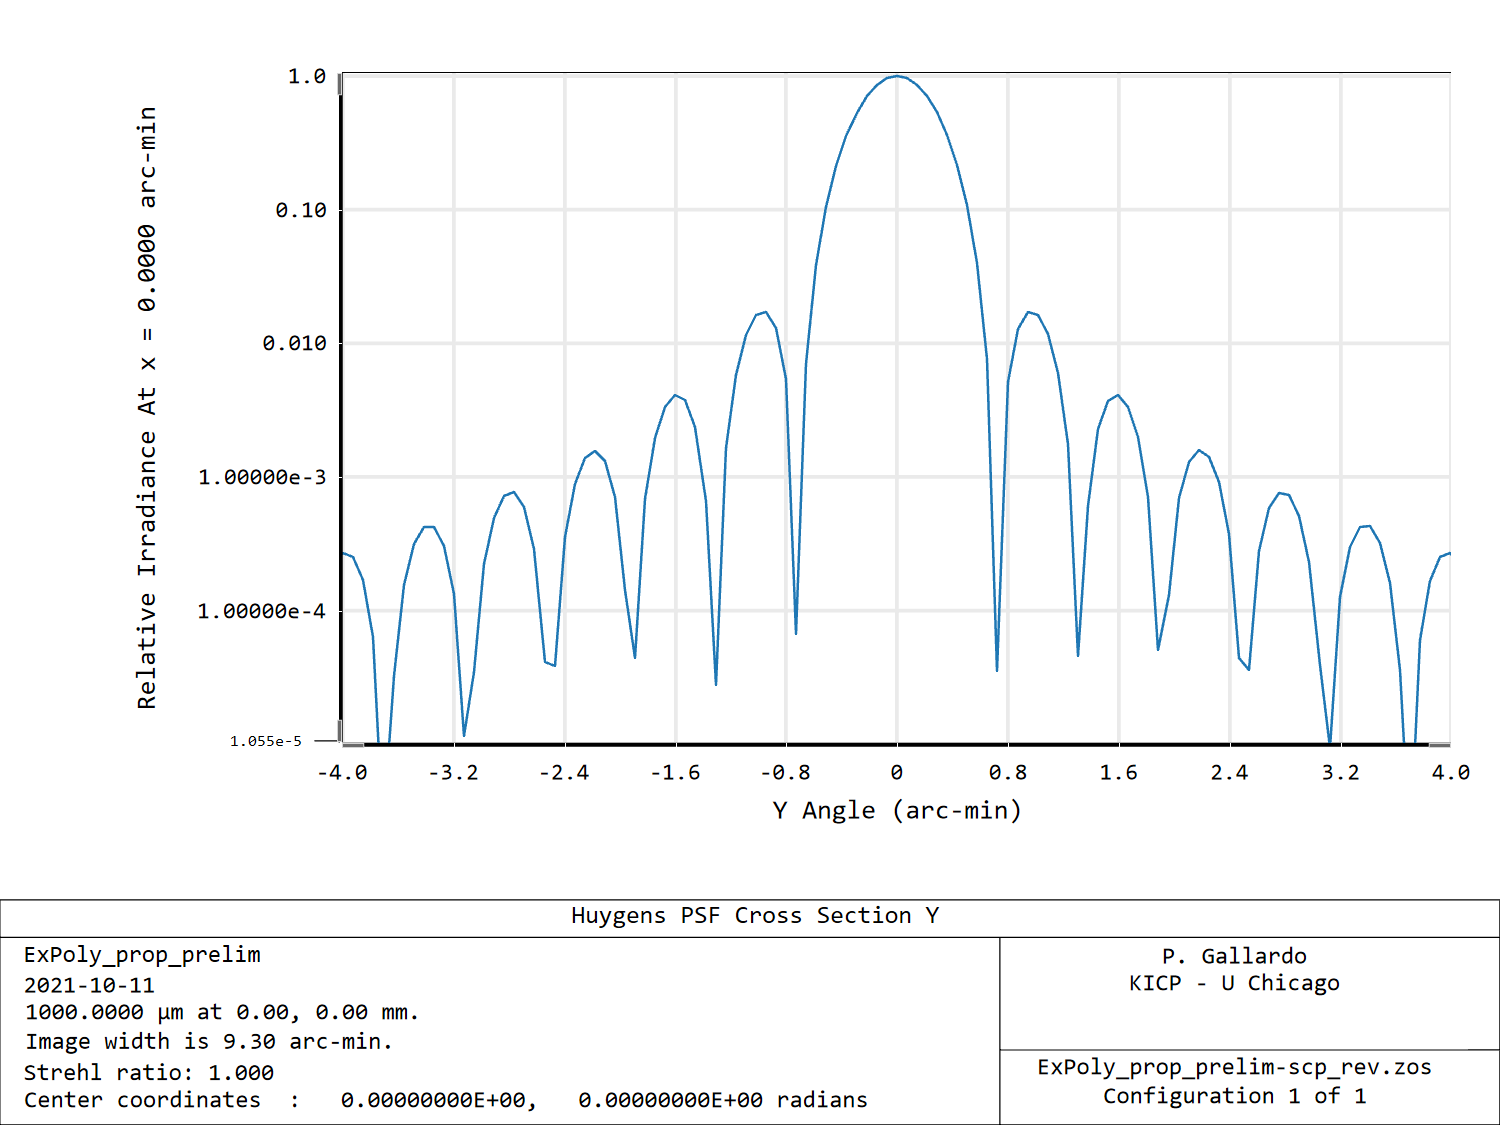 1.0
0.10
0.010
1.00000e-3
1.00000e-4
1.055e-5
Relative Irradiance At x = 0.0000 arc-min
-4.0 -3.2 -2.4 -1.6 -0.8 0 0.8 1.6 2.4 3.2 4.0
Y Angle (arc-min)
Huygens PSF Cross Section Y
ExPoly_prop_prelim
2021-10-11
1000.0000 µm at 0.00, 0.00 mm.
Image width is 9.30 arc-min.
Strehl ratio: 1.000
Center coordinates : 0.00000000E+00, 0.00000000E+00 radians
P. Gallardo
KICP - U Chicago
ExPoly_prop_prelim-scp_rev.zos
Configuration 1 of 1